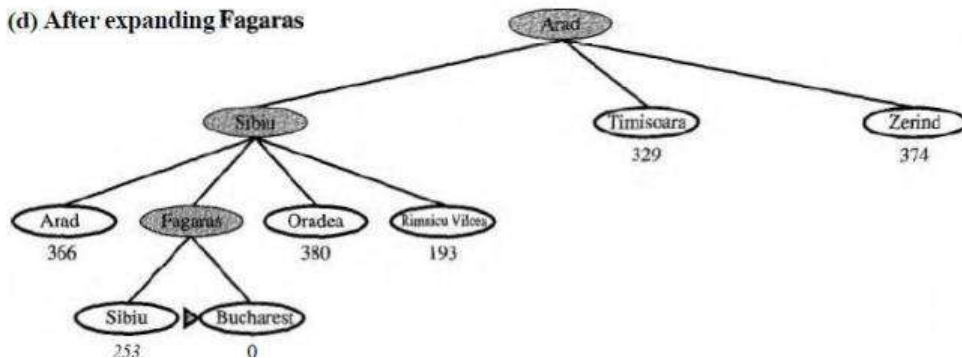 (d) After expanding Fagaras
Arad
Sibiu
Timisoara
Zerind
329
374
Arad
Fagaras
Oradea
Rimnicu Vilcea
366
380
193
Sibiu
Bucharest
253
0